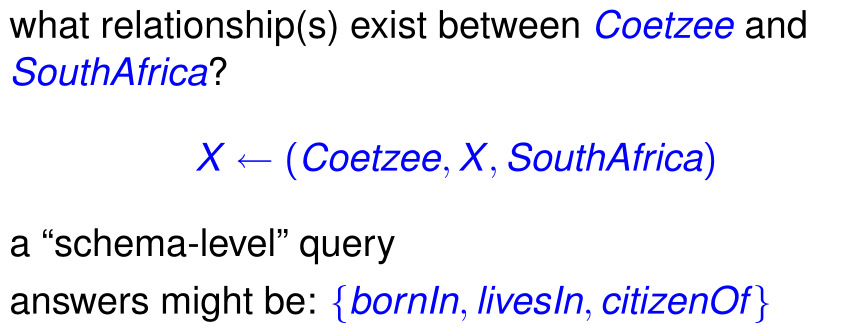 what relationship(s) exist between Coetzee and
SouthAfrica?
X ← (Coetzee, X, SouthAfrica)
a “schema-level” query
answers might be: {bornIn, livesIn, citizenOf}